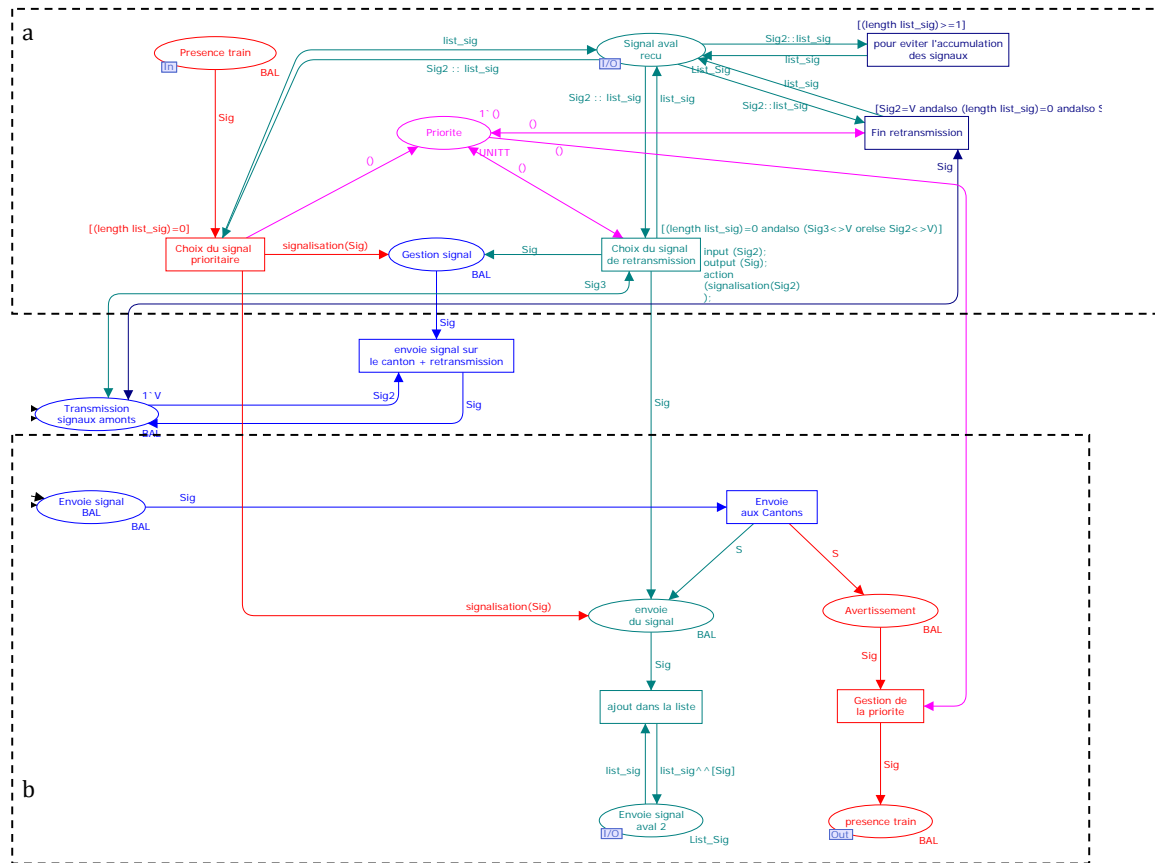 a
[(length list_sig)>=1]
Presence train
In
BAL
list_sig
Sig2 :: list_sig
Signal aval
recu
I/O
List_Sig
Sig2::list_sig
list_sig
pour eviter l'accumulation
des signaux
list_sig
Sig2::list_sig
Sig2 :: list_sig
list_sig
[Sig2=V andalso (length list_sig)=0 andalso S
Sig
1`()
Priorite
UNITT
()
Fin retransmission
()
()
()
Sig
[(length list_sig)=0]
Choix du signal
prioritaire
signalisation(Sig)
Gestion signal
BAL
Sig
[(length list_sig)=0 andalso (Sig3<>V orelse Sig2<>V)]
Choix du signal
de retransmission
input (Sig2);
output (Sig);
action
(signalisation(Sig2)
);
Sig3
Sig
envoie signal sur
le canton + retransmission
1`V
Transmission
signaux amonts
BAL
Sig2
Sig
Sig
Envoie signal
BAL
BAL
Sig
Envoie
aux Cantons
S
S
signalisation(Sig)
envoie
du signal
BAL
Avertissement
BAL
Sig
Sig
ajout dans la liste
Gestion de
la priorite
list_sig
list_sig^^[Sig]
Sig
b
Envoie signal
aval 2
I/O
List_Sig
presence train
Out
BAL